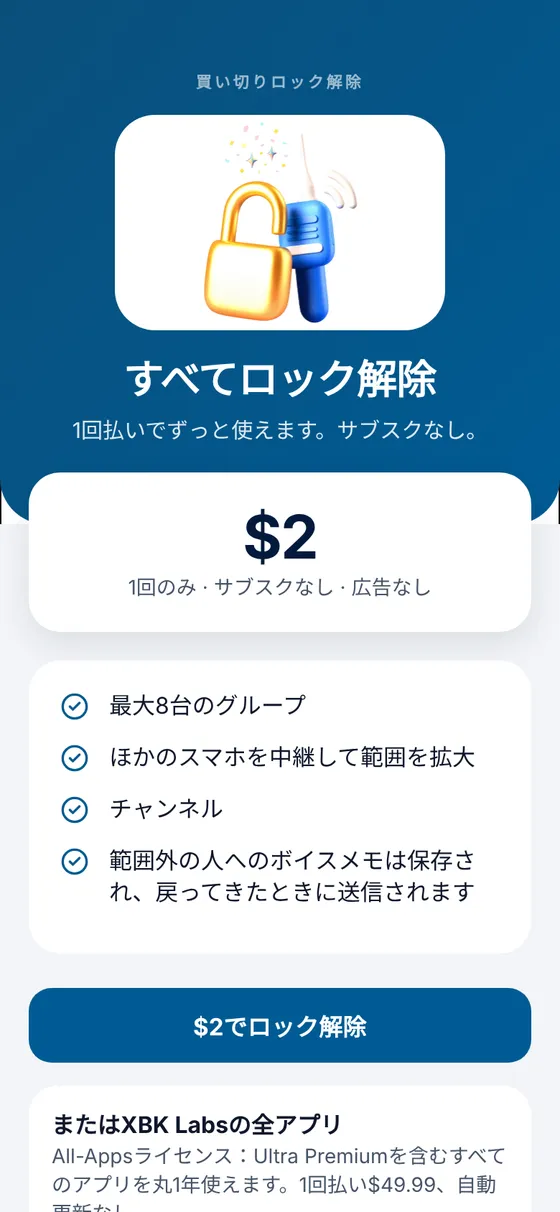 買い切りロック解除
すべてロック解除
1回払いでずっと使えます。サブスクなし。
$2
1回のみ · サブスクなし · 広告なし
最大8台のグループ
ほかのスマホを中継して範囲を拡大
チャンネル
範囲外の人へのボイスメモは保存さ
れ、戻ってきたときに送信されます
$2でロック解除
またはXBK Labsの全アプリ
All-Appsライセンス：Ultra Premiumを含むすべて
のアプリを丸1年使えます。1回払い$49.99、自動
更新なし